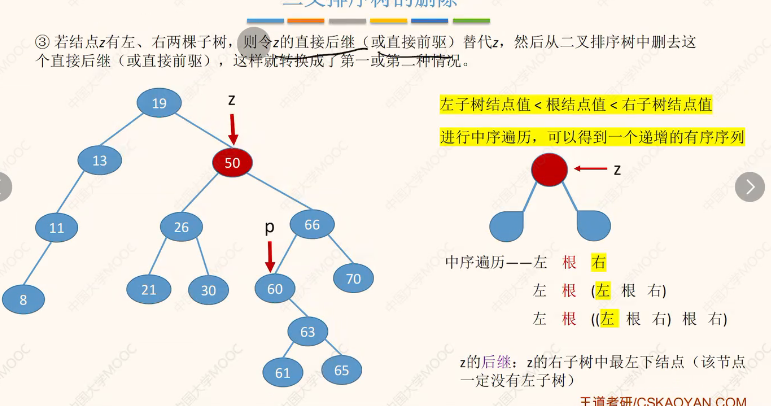 二叉排序树的删除
③ 若结点z有左、右两棵子树，则令z的直接后继（或直接前驱）替代z，然后从二叉排序树中删去这
个直接后继（或直接前驱），这样就转换成了第一或第二种情况。
19
z
13
50
11
26
p
66
8
21
30
60
70
63
61
65
左子树结点值 < 根结点值 < 右子树结点值
进行中序遍历，可以得到一个递增的有序序列
z
中序遍历——左 根 右
左 根 (左 根 右)
左 根 ((左 根 右) 根 右)
z的后继：z的右子树中最左下结点（该节点
一定没有左子树）
王道考研/CSKAOYAN.COM